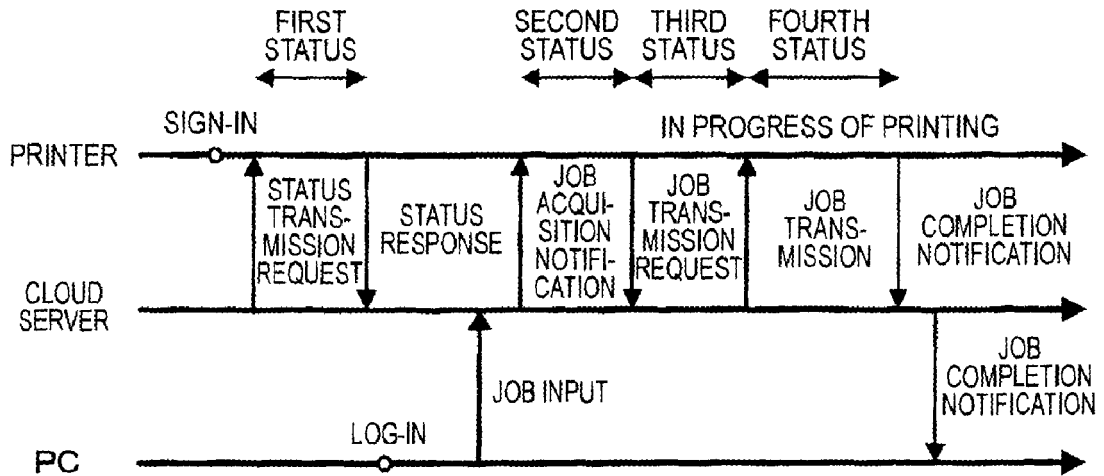 FIRST
STATUS
SECOND
STATUS
THIRD
STATUS
FOURTH
STATUS
SIGN-IN
IN PROGRESS OF PRINTING
PRINTER
STATUS
TRANS-
MISSION
REQUEST
STATUS
RESPONSE
JOB
ACQUI-
SITION
NOTIFI-
CATION
JOB
TRANS-
MISSION
REQUEST
JOB
TRANS-
MISSION
JOB
COMPLETION
NOTIFICATION
CLOUD
SERVER
JOB INPUT
JOB
COMPLETION
NOTIFICATION
LOG-IN
PC